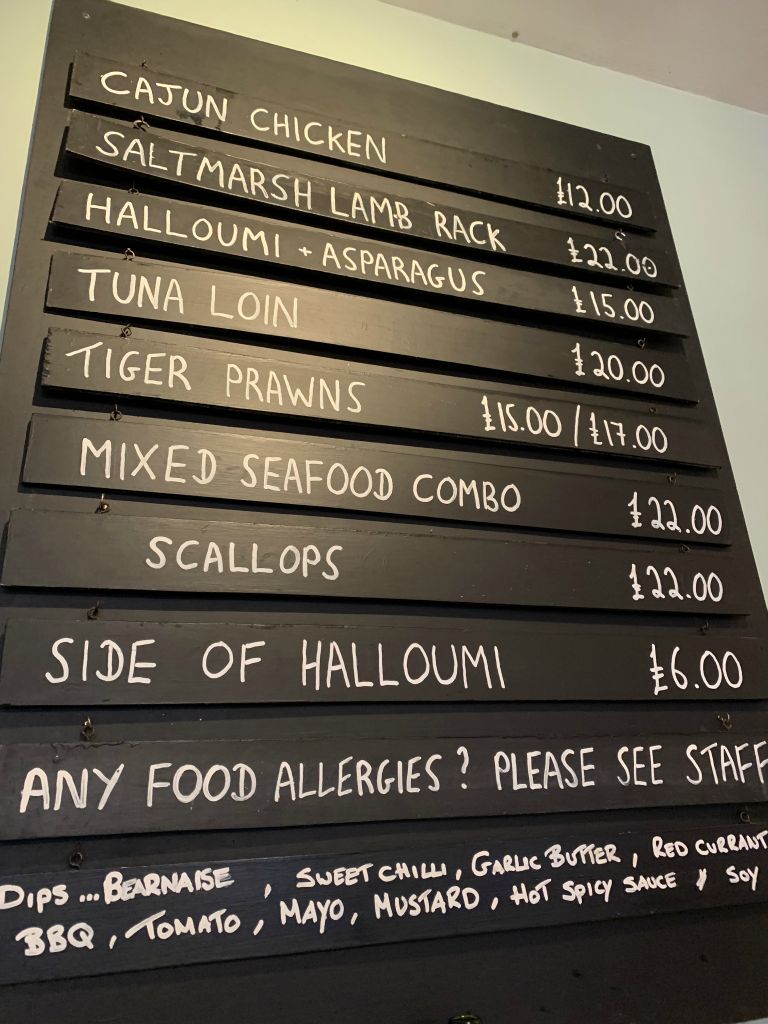 CAJUN CHICKEN £12.00
SALTMARSH LAMB RACK £22.00
HALLOUMI + ASPARAGUS £15.00
TUNA LOIN £20.00
TIGER PRAWNS £15.00 / £17.00
MIXED SEAFOOD COMBO £22.00
SCALLOPS £22.00
SIDE OF HALLOUMI £6.00
ANY FOOD ALLERGIES? PLEASE SEE STAFF
DIPS... BEARNAISE, SWEET CHILLI, GARLIC BUTTER, RED CURRANT
BBQ, TOMATO, MAYO, MUSTARD, HOT SPICY SAUCE & SOY